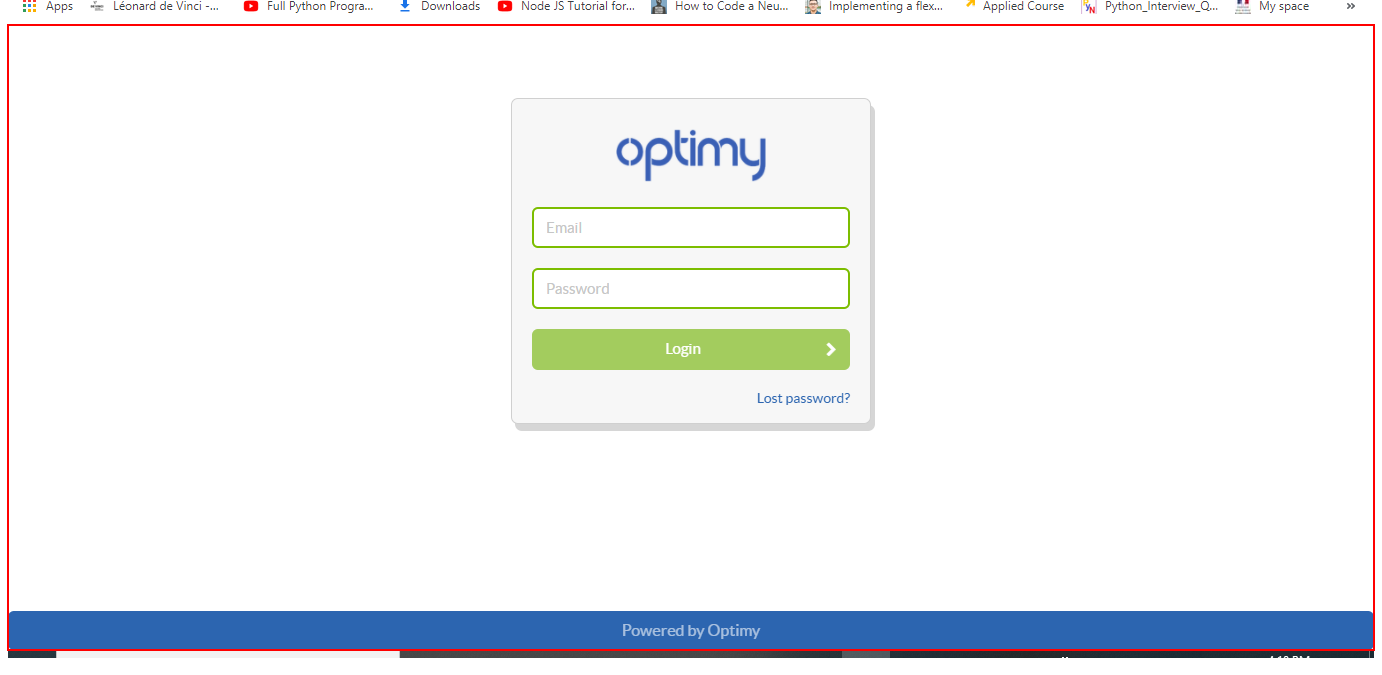 Apps Léonard de Vinci -... Full Python Progra... Downloads Node JS Tutorial for... How to Code a Neu... Implementing a flex... Applied Course Python_Interview_Q... My space »
optimy
Email
Password
Login
Lost password?
Powered by Optimy